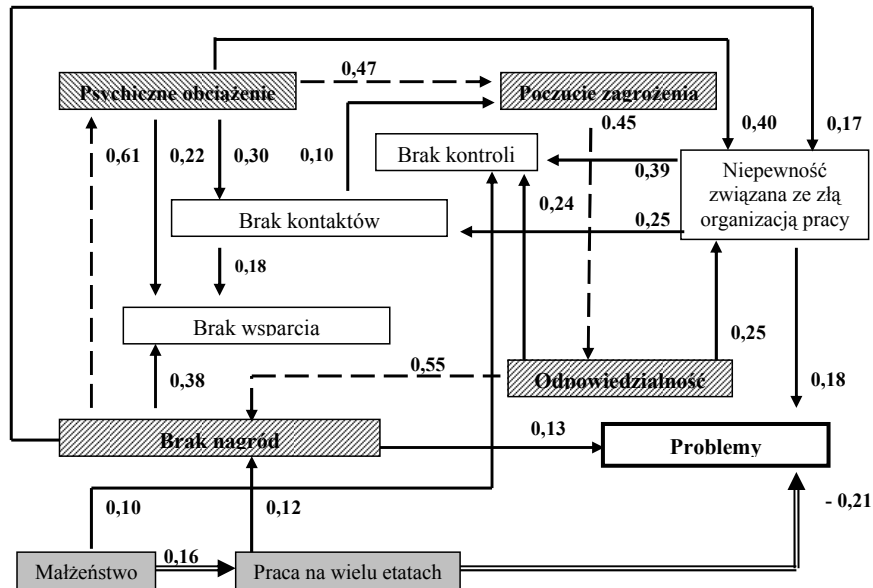 0,47
Psychiczne obciążenie
Poczucie zagrożenia
0,61
0,22
0,30
0,10
0.45
0,40
0,17
Brak kontroli
0,39
Niepewność
związana ze złą
organizacją pracy
0,24
Brak kontaktów
0,25
0,18
Brak wsparcia
0,25
0,38
0,55
Odpowiedzialność
0,18
Brak nagród
0,13
Problemy
0,10
0,12
- 0,21
0,16
Małżeństwo
Praca na wielu etatach